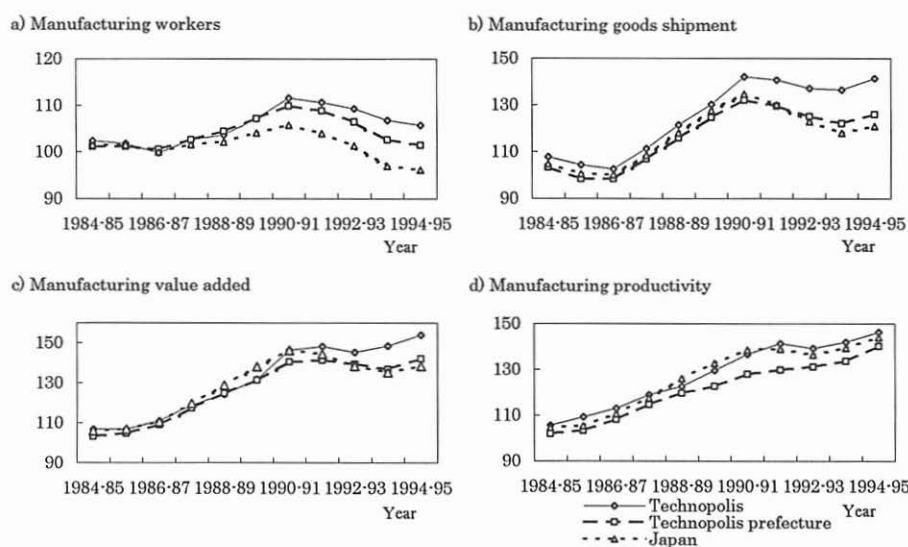 a) Manufacturing workers
120
110
100
90
1984-85 1986-87 1988-89 1990-91 1992-93 1994-95
Year
b) Manufacturing goods shipment
150
130
110
90
1984-85 1986-87 1988-89 1990-91 1992-93 1994-95
Year
c) Manufacturing value added
150
130
110
90
1984-85 1986-87 1988-89 1990-91 1992-93 1994-95
Year
d) Manufacturing productivity
150
130
110
90
1984-85 1986-87 1988-89 1990-91 1992-93 1994-95
Year
Technopolis
Technopolis prefecture
Japan